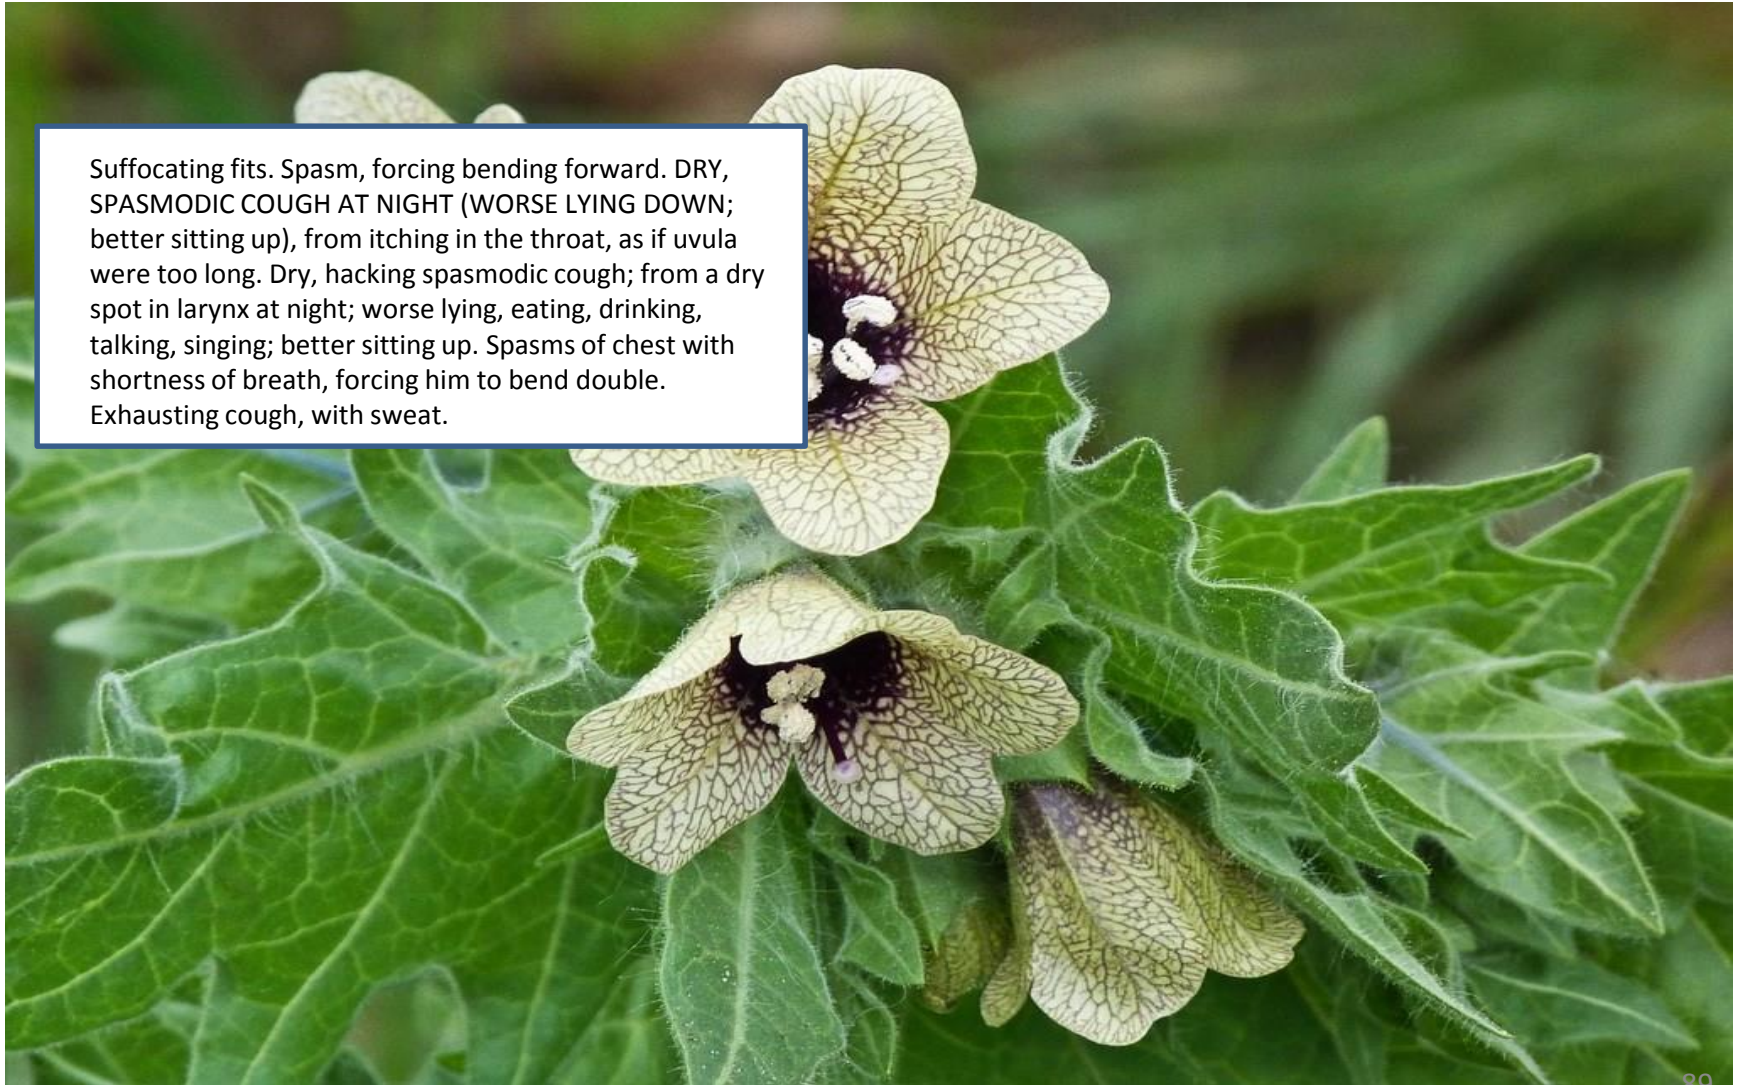 Suffocating fits. Spasm, forcing bending forward. DRY,
SPASMODIC COUGH AT NIGHT (WORSE LYING DOWN;
better sitting up), from itching in the throat, as if uvula
were too long. Dry, hacking spasmodic cough; from a dry
spot in larynx at night; worse lying, eating, drinking,
talking, singing; better sitting up. Spasms of chest with
shortness of breath, forcing him to bend double.
Exhausting cough, with sweat.
89